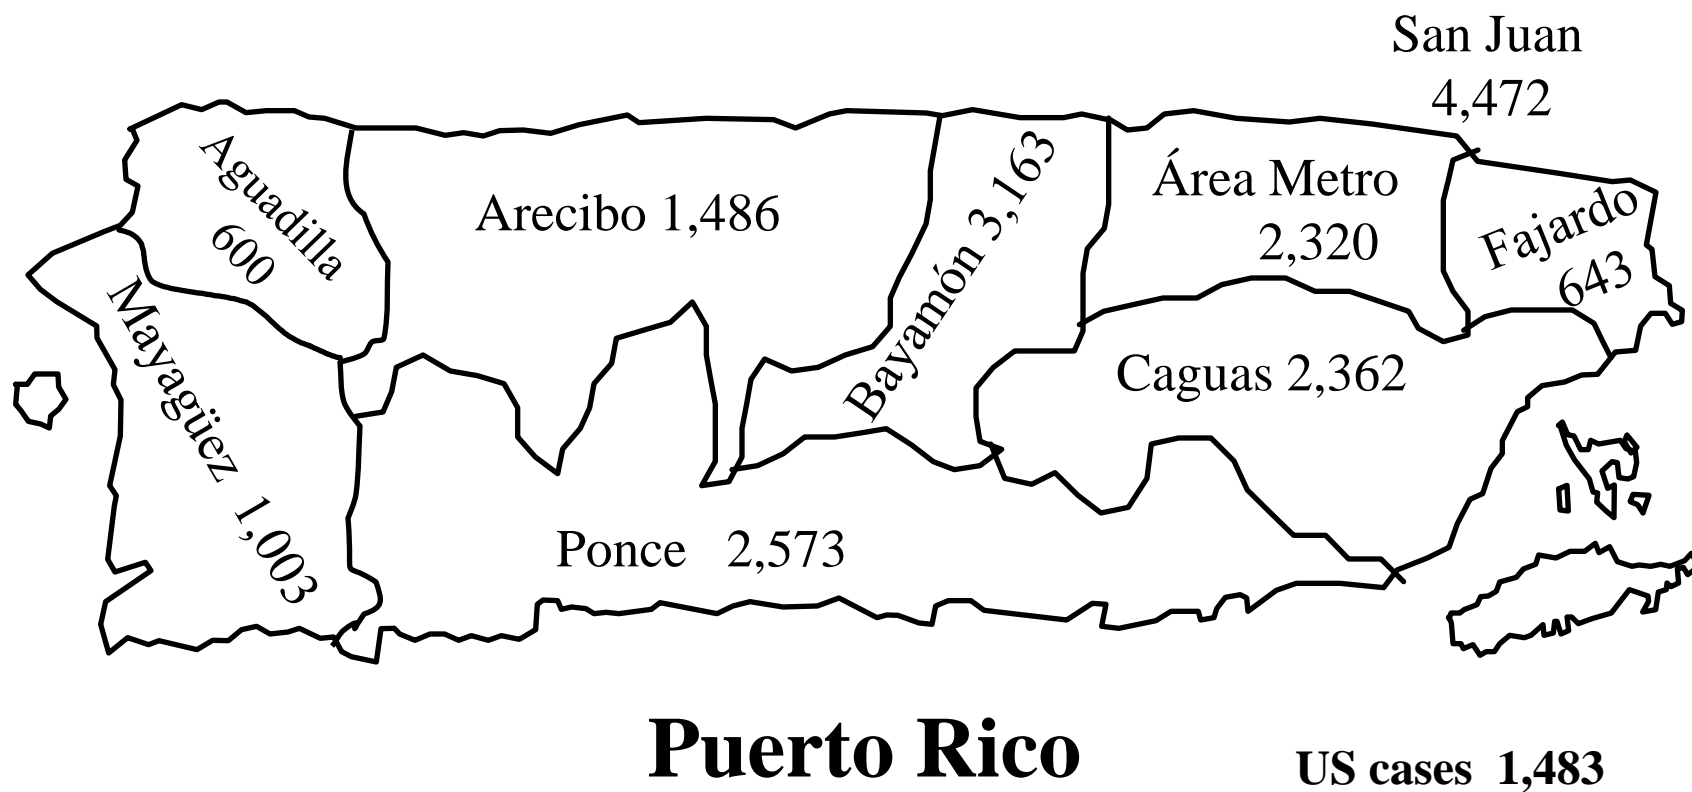 San Juan
4,472
Aguadilla
600
Arecibo 1,486
Bayamón 3,163
Área Metro
2,320
Fajardo
643
Mayagüez 1,003
Caguas 2,362
Ponce 2,573
Puerto Rico
US cases 1,483